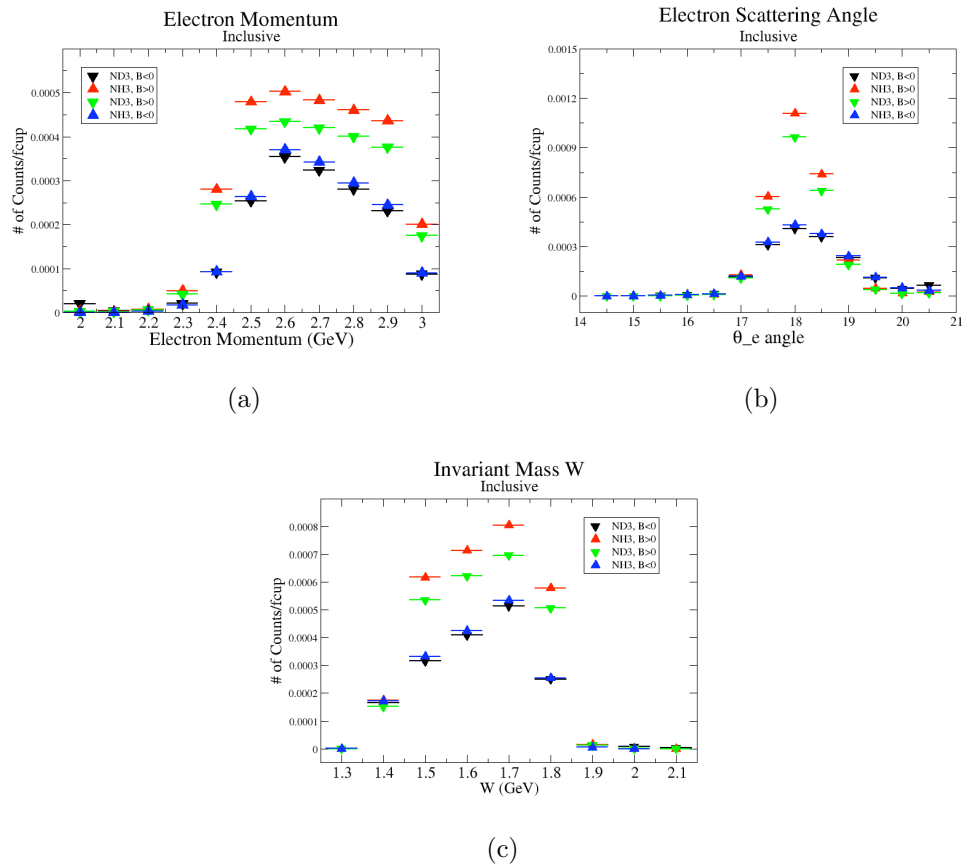 Electron Momentum
Inclusive
ND3, B<0
NH3, B>0
ND3, B>0
NH3, B<0
# of Counts/fcup
0.0005
0.0004
0.0003
0.0002
0.0001
0
2 2.1 2.2 2.3 2.4 2.5 2.6 2.7 2.8 2.9 3
Electron Momentum (GeV)
(a)
Electron Scattering Angle
Inclusive
ND3, B<0
NH3, B>0
ND3, B>0
NH3, B<0
# of Counts/fcup
0.0015
0.0012
0.0009
0.0006
0.0003
0
14 15 16 17 18 19 20 21
θ_e angle
(b)
Invariant Mass W
Inclusive
ND3, B<0
NH3, B>0
ND3, B>0
NH3, B<0
# of Counts/fcup
0.0008
0.0007
0.0006
0.0005
0.0004
0.0003
0.0002
0.0001
0
1.3 1.4 1.5 1.6 1.7 1.8 1.9 2 2.1
W (GeV)
(c)